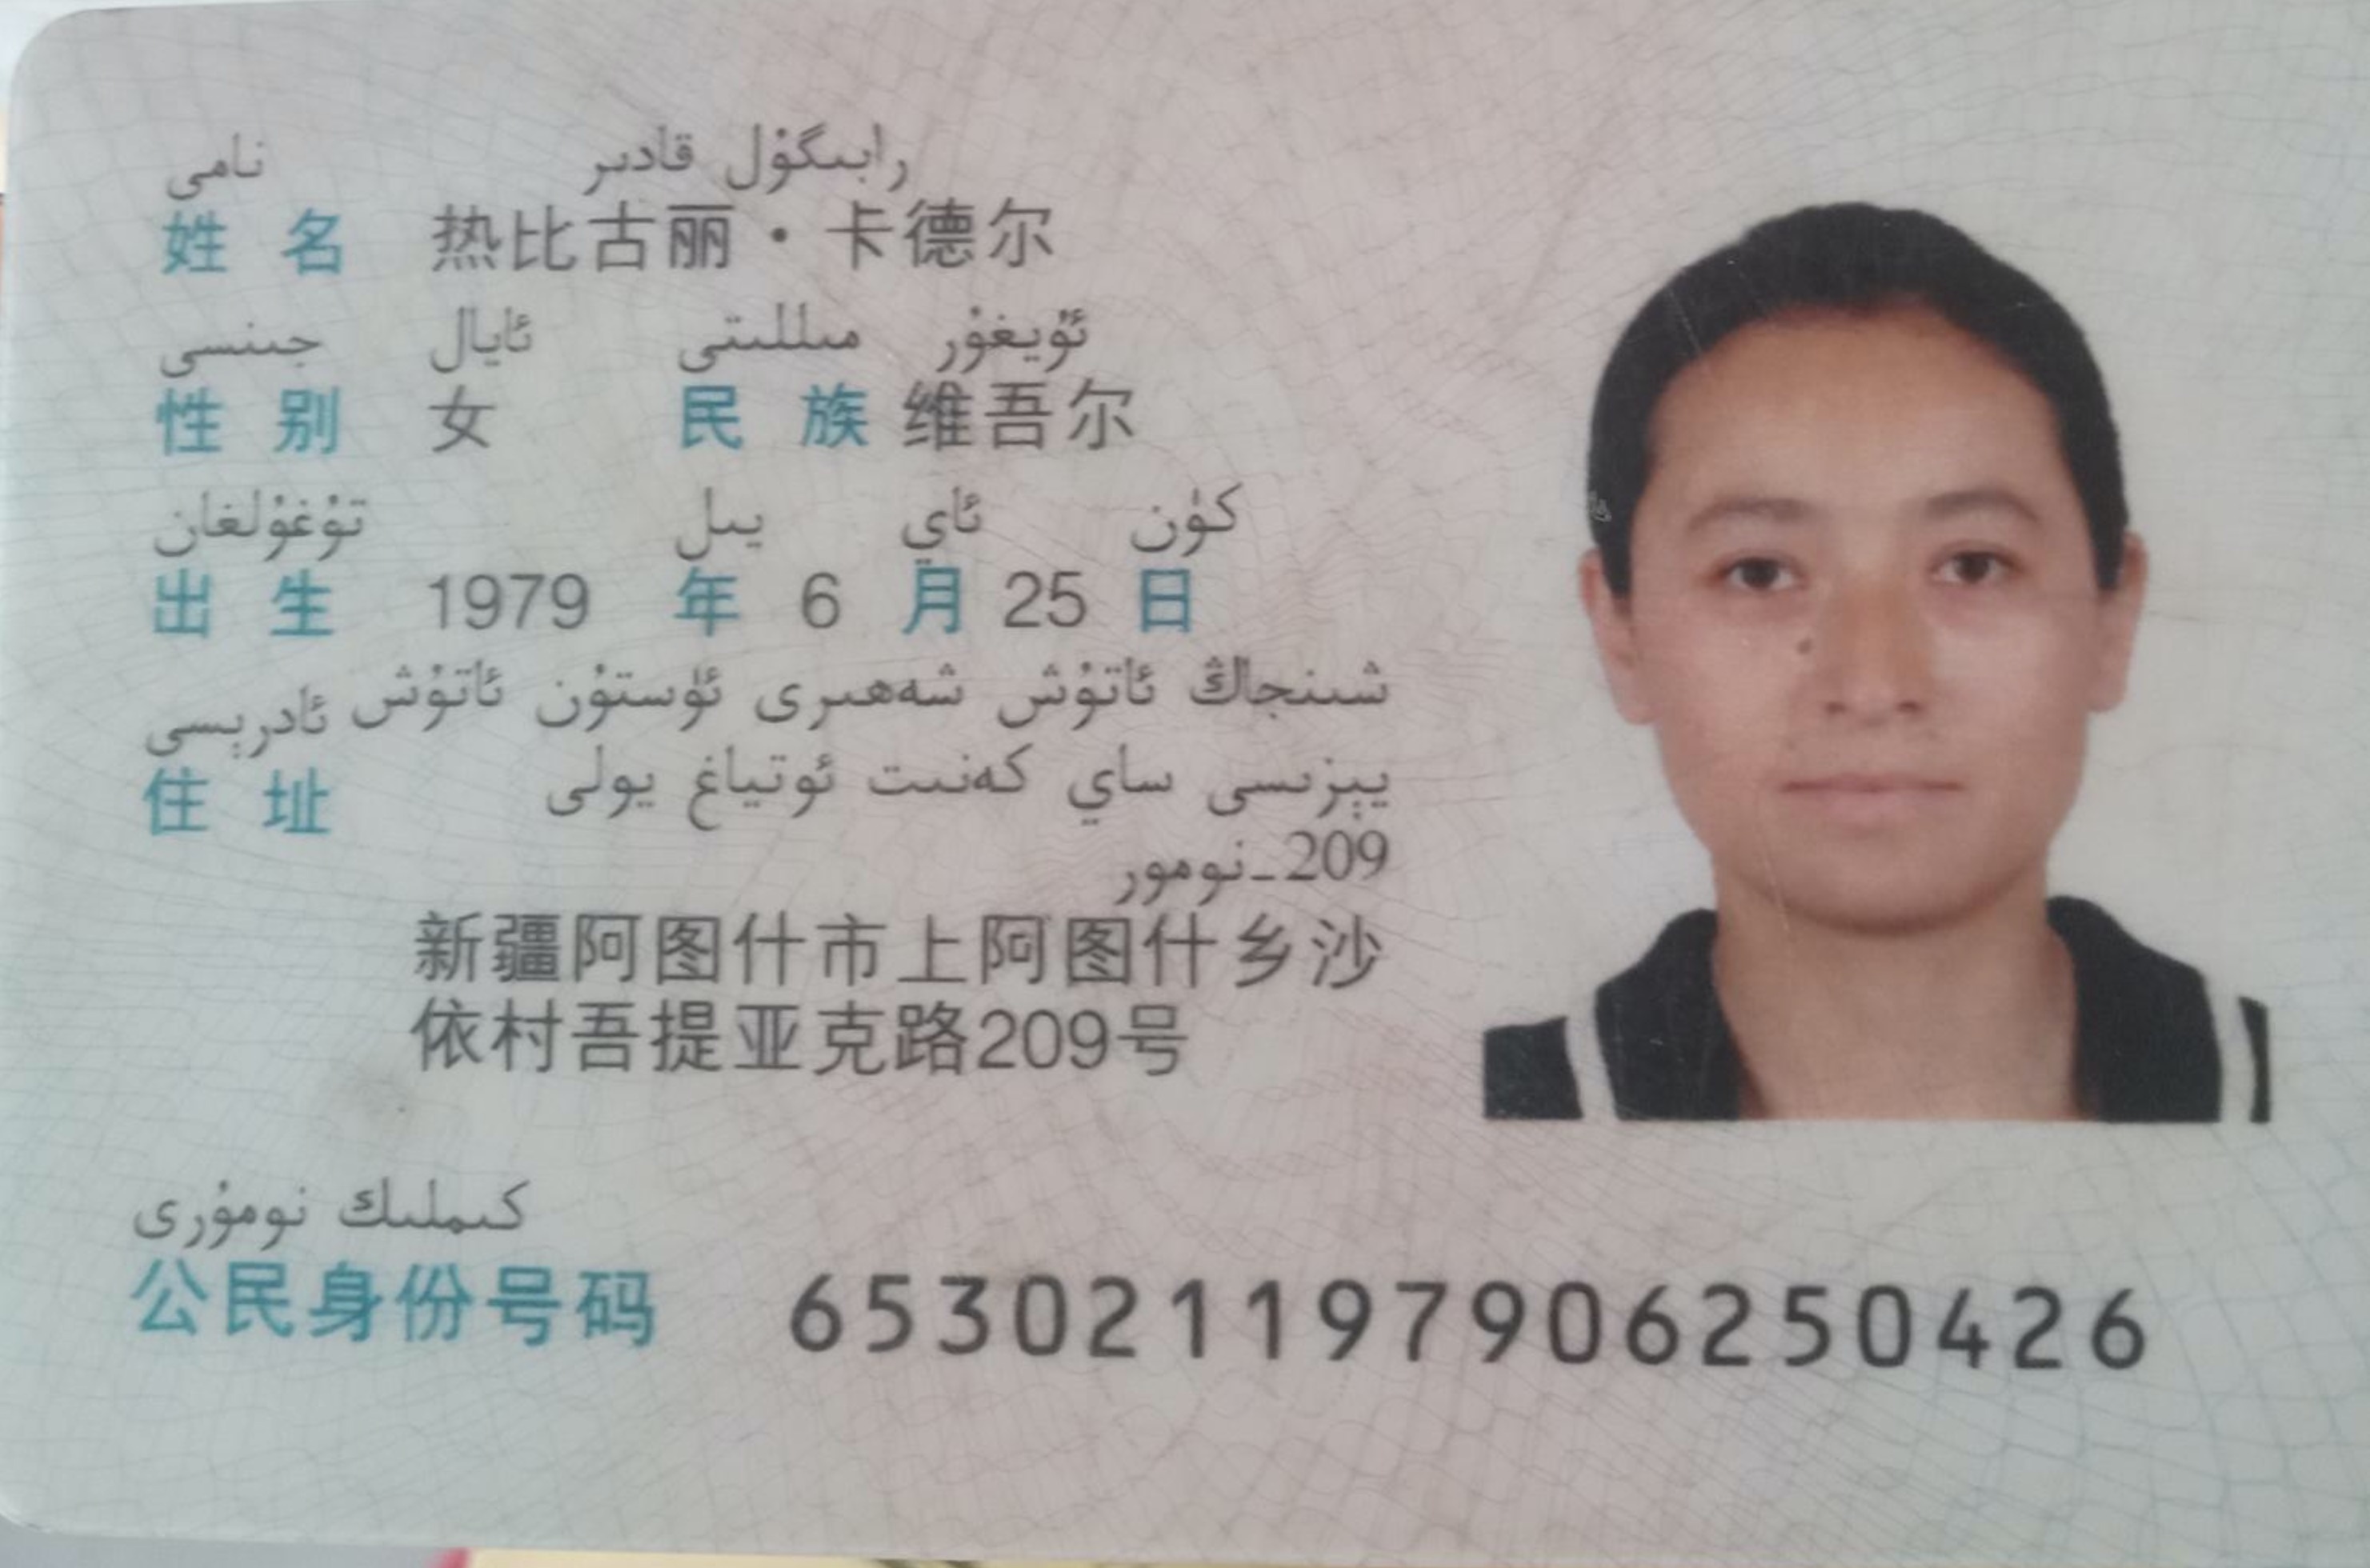 نامى رابىگۈل قادىر
姓 名 热比古丽·卡德尔
جىنسى ئايال مىللىتى ئۇيغۇر
性 别 女 民 族 维吾尔
تۇغۇلغان يىل ئاي كۈن
出 生 1979 年 6 月 25 日
ئادرېسى شىنجاڭ ئاتۇش شەھىرى ئۈستۈن ئاتۇش
يېزىسى ساي كەنىت ئوتياغ يولى
住 址
209ـنومور
新疆阿图什市上阿图什乡沙
依村吾提亚克路209号
كىملىك نومۇرى
公民身份号码 653021197906250426